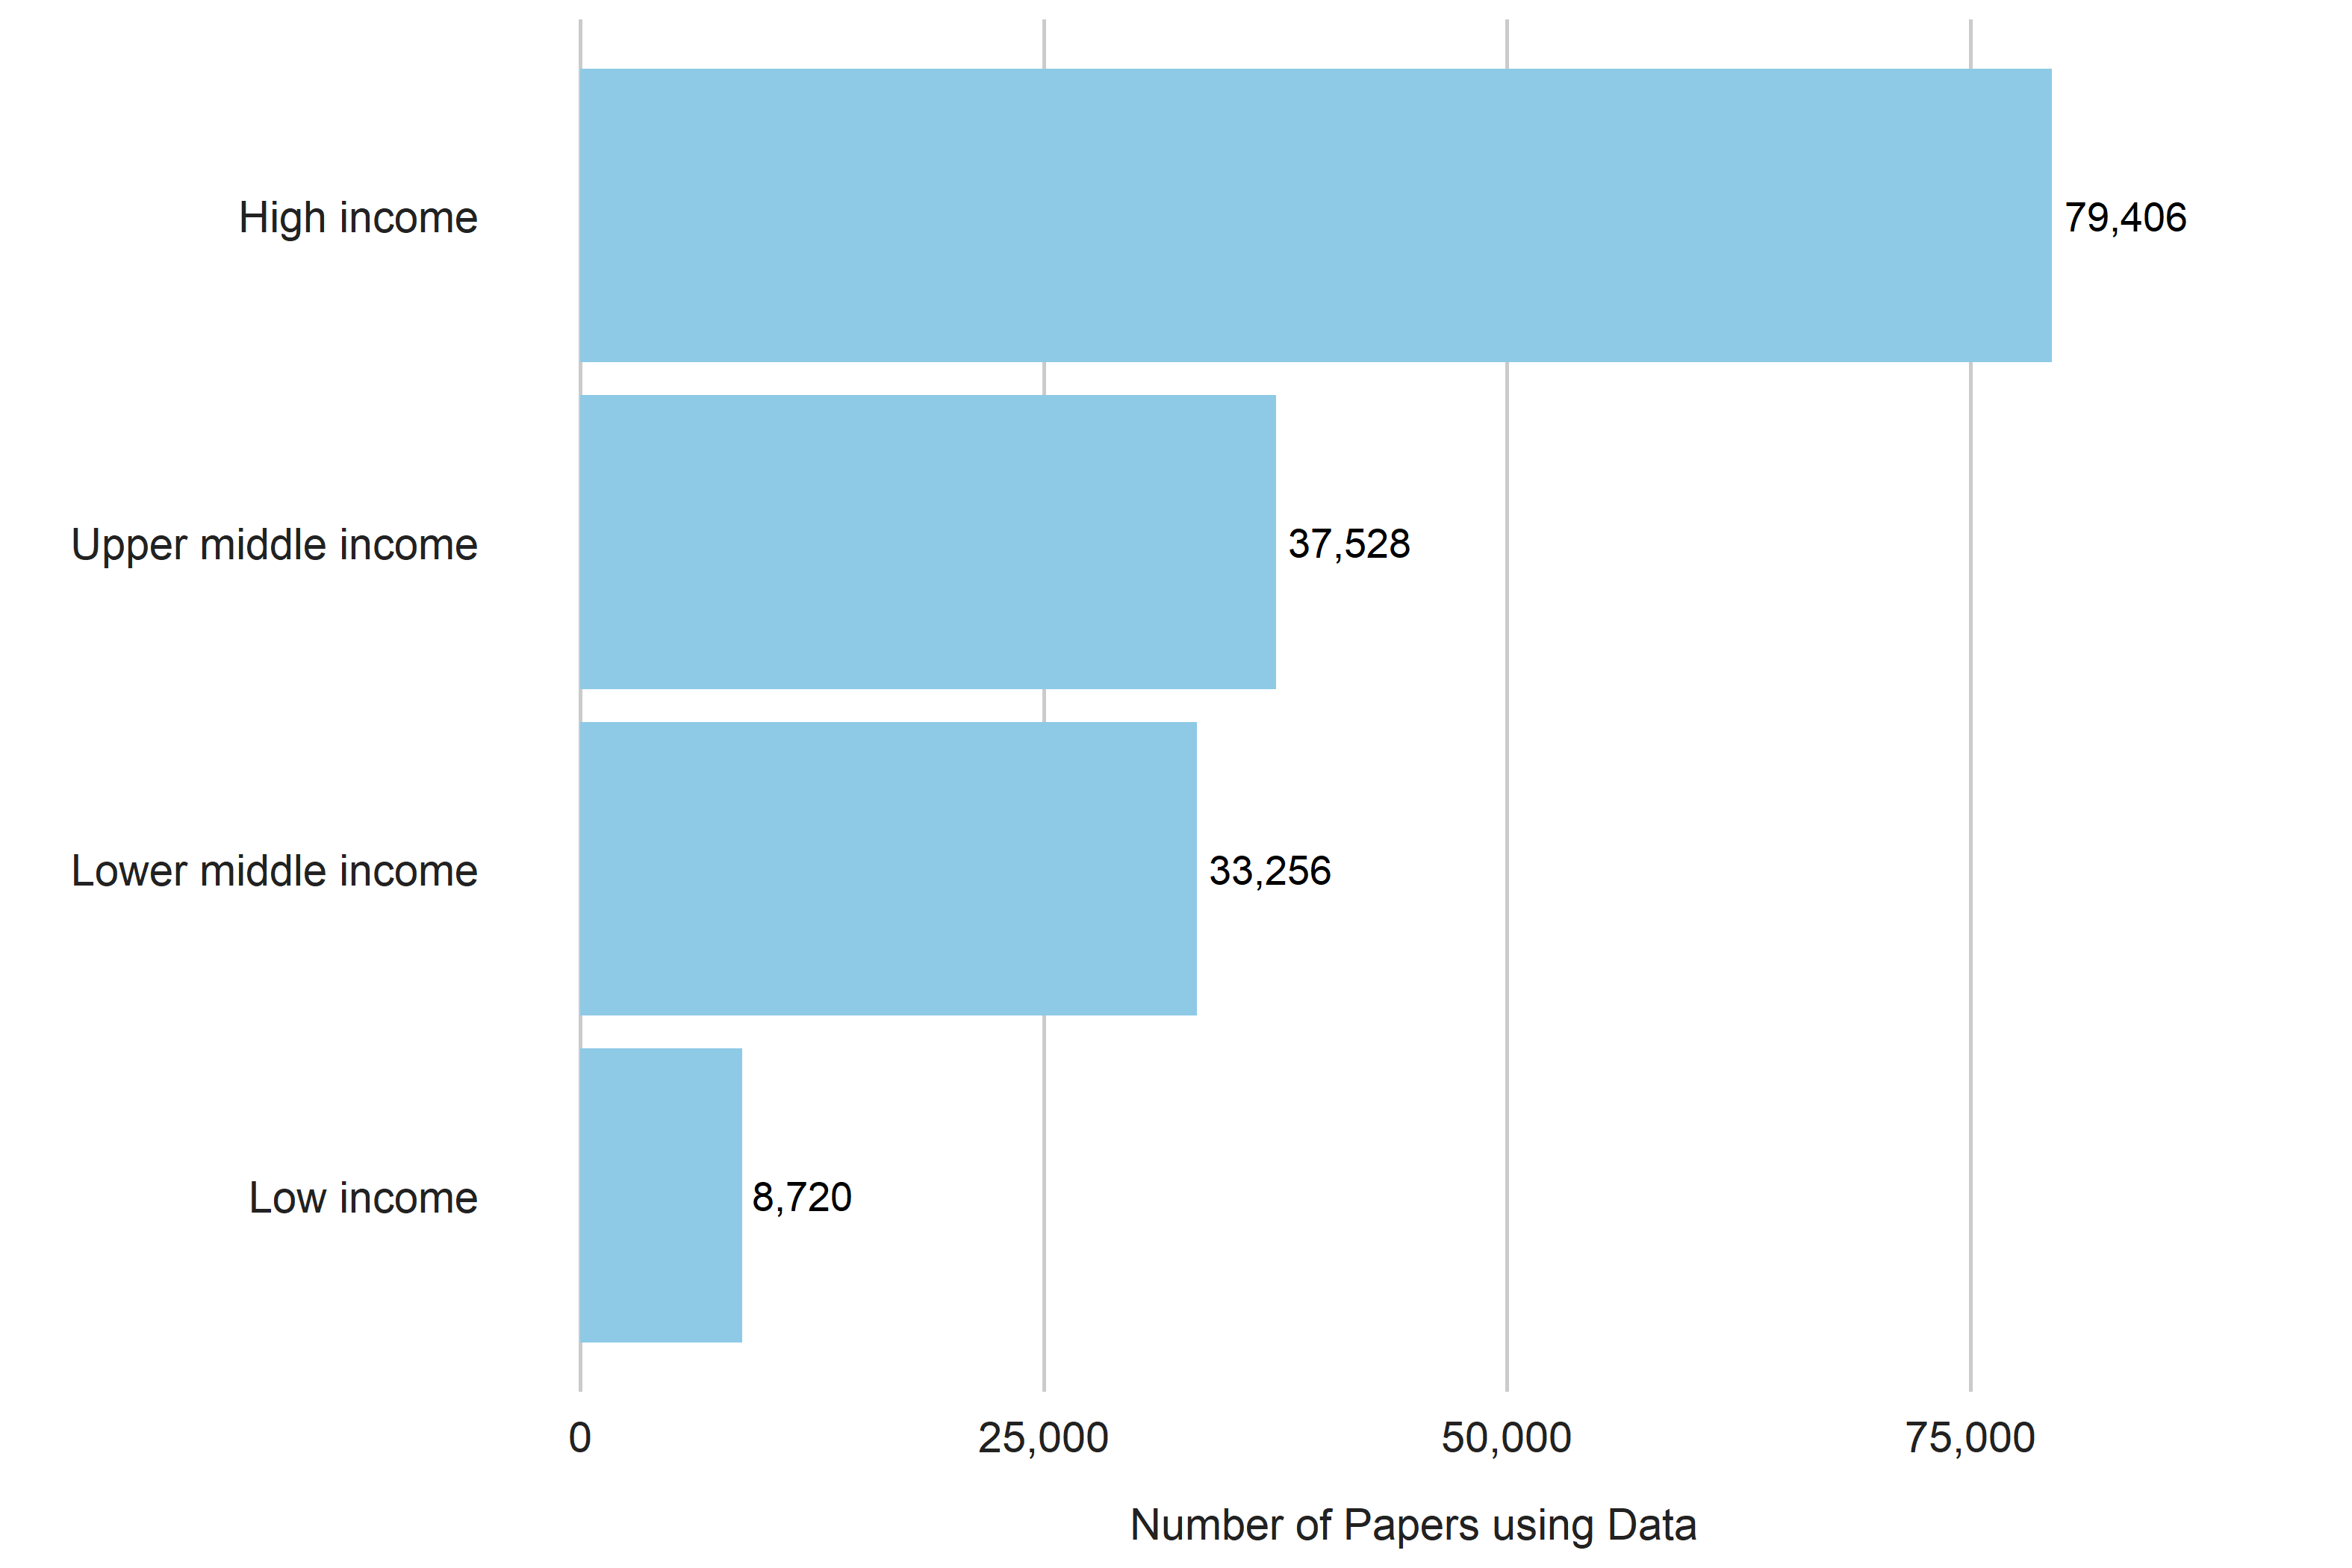 High income
79,406
Upper middle income
37,528
Lower middle income
33,256
Low income
8,720
0
25,000
50,000
75,000
Number of Papers using Data